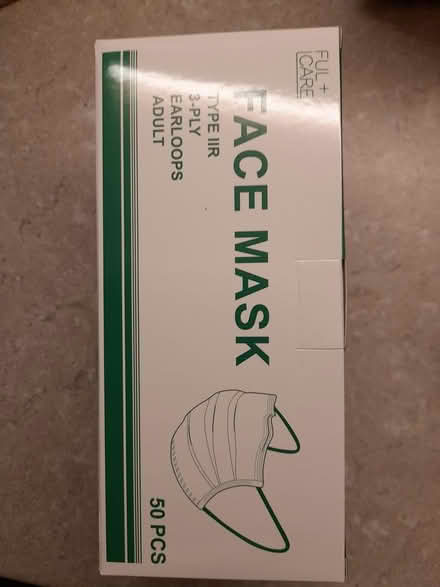 FUL+
CARE
FACE MASK
TYPE IIR
3-PLY
EARLOOPS
ADULT
50 PCS